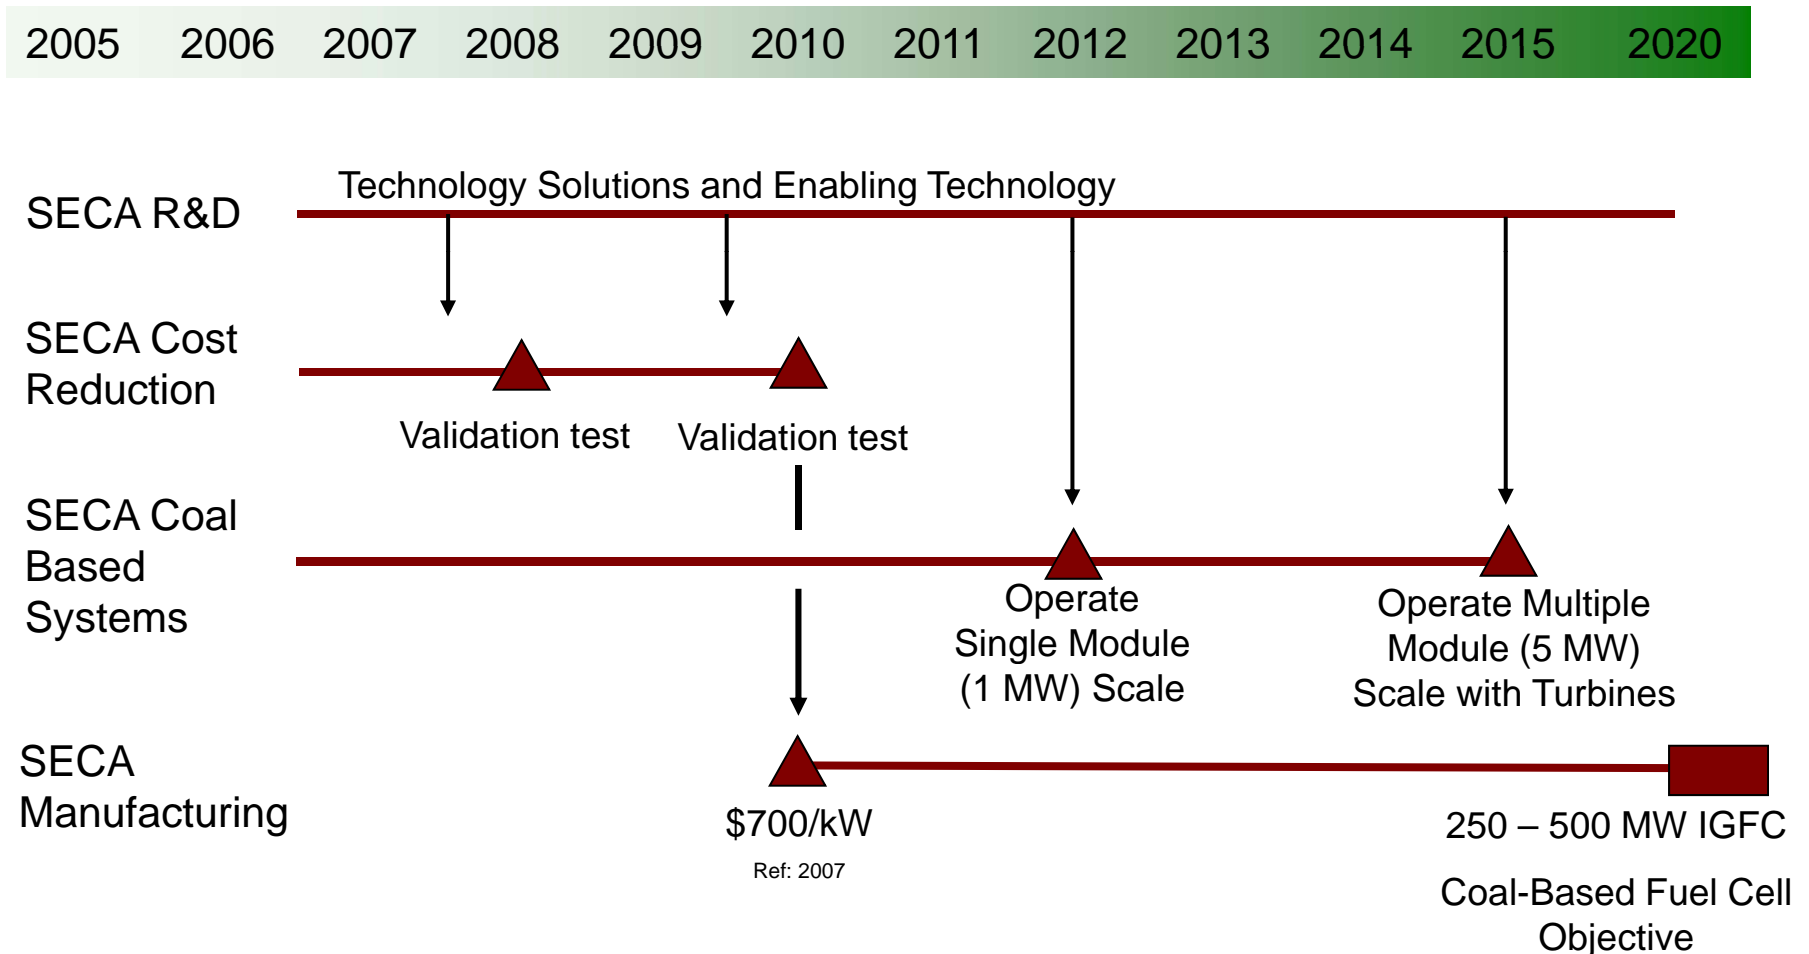 2005 2006 2007 2008 2009 2010 2011 2012 2013 2014 2015 2020
Technology Solutions and Enabling Technology
SECA R&D
SECA Cost
Reduction
Validation test
Validation test
SECA Coal
Based
Systems
Operate
Single Module
(1 MW) Scale
Operate Multiple
Module (5 MW)
Scale with Turbines
SECA
Manufacturing
$700/kW
Ref: 2007
250 – 500 MW IGFC
Coal-Based Fuel Cell
Objective